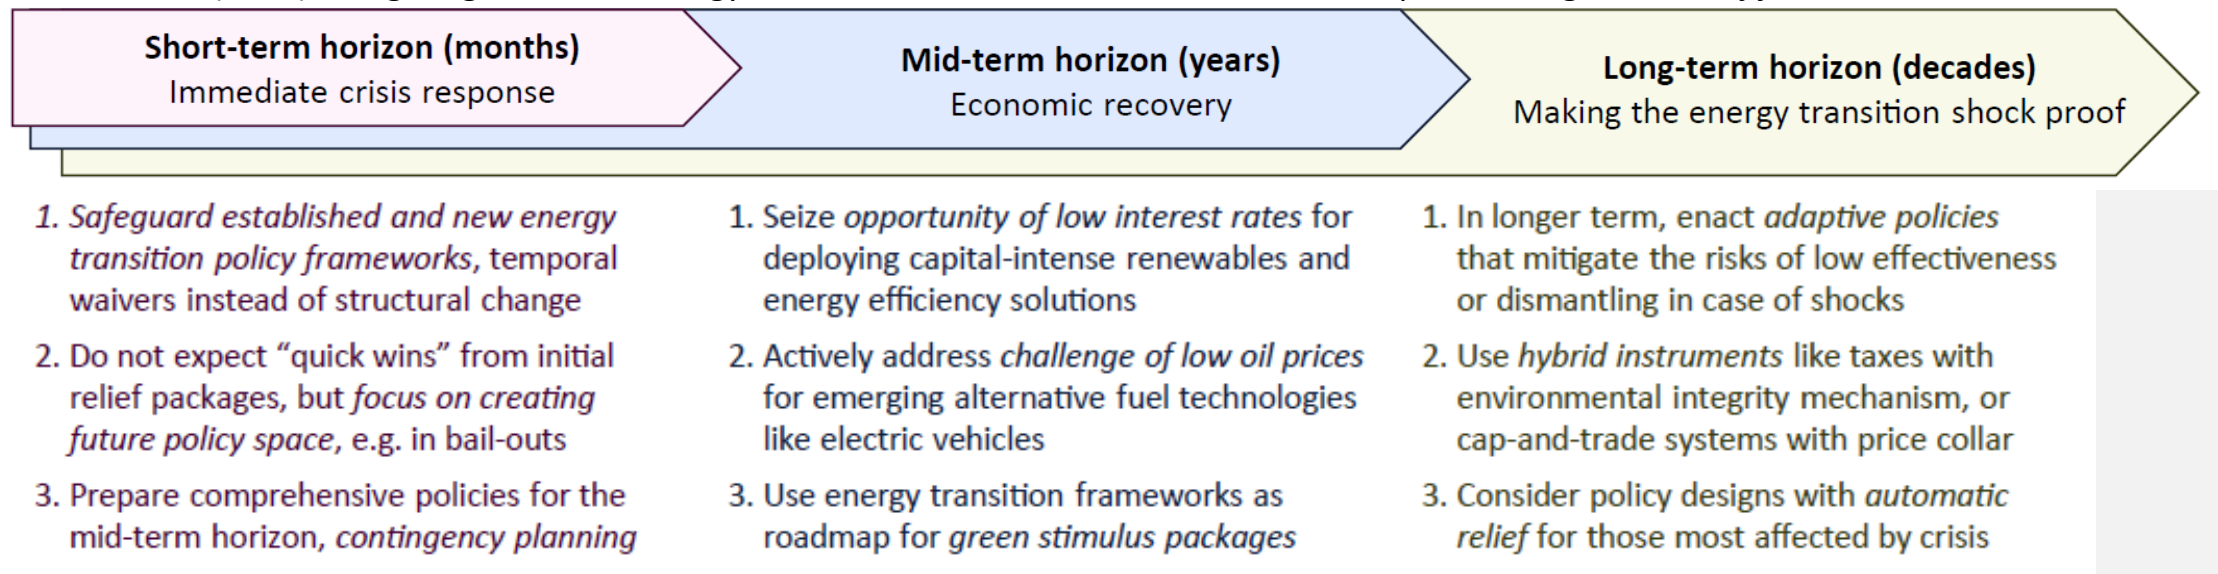 Short-term horizon (months)
Immediate crisis response
Mid-term horizon (years)
Economic recovery
Long-term horizon (decades)
Making the energy transition shock proof
1. Safeguard established and new energy
transition policy frameworks, temporal
waivers instead of structural change
2. Do not expect “quick wins” from initial
relief packages, but focus on creating
future policy space, e.g. in bail-outs
3. Prepare comprehensive policies for the
mid-term horizon, contingency planning
1. Seize opportunity of low interest rates for
deploying capital-intense renewables and
energy efficiency solutions
2. Actively address challenge of low oil prices
for emerging alternative fuel technologies
like electric vehicles
3. Use energy transition frameworks as
roadmap for green stimulus packages
1. In longer term, enact adaptive policies
that mitigate the risks of low effectiveness
or dismantling in case of shocks
2. Use hybrid instruments like taxes with
environmental integrity mechanism, or
cap-and-trade systems with price collar
3. Consider policy designs with automatic
relief for those most affected by crisis